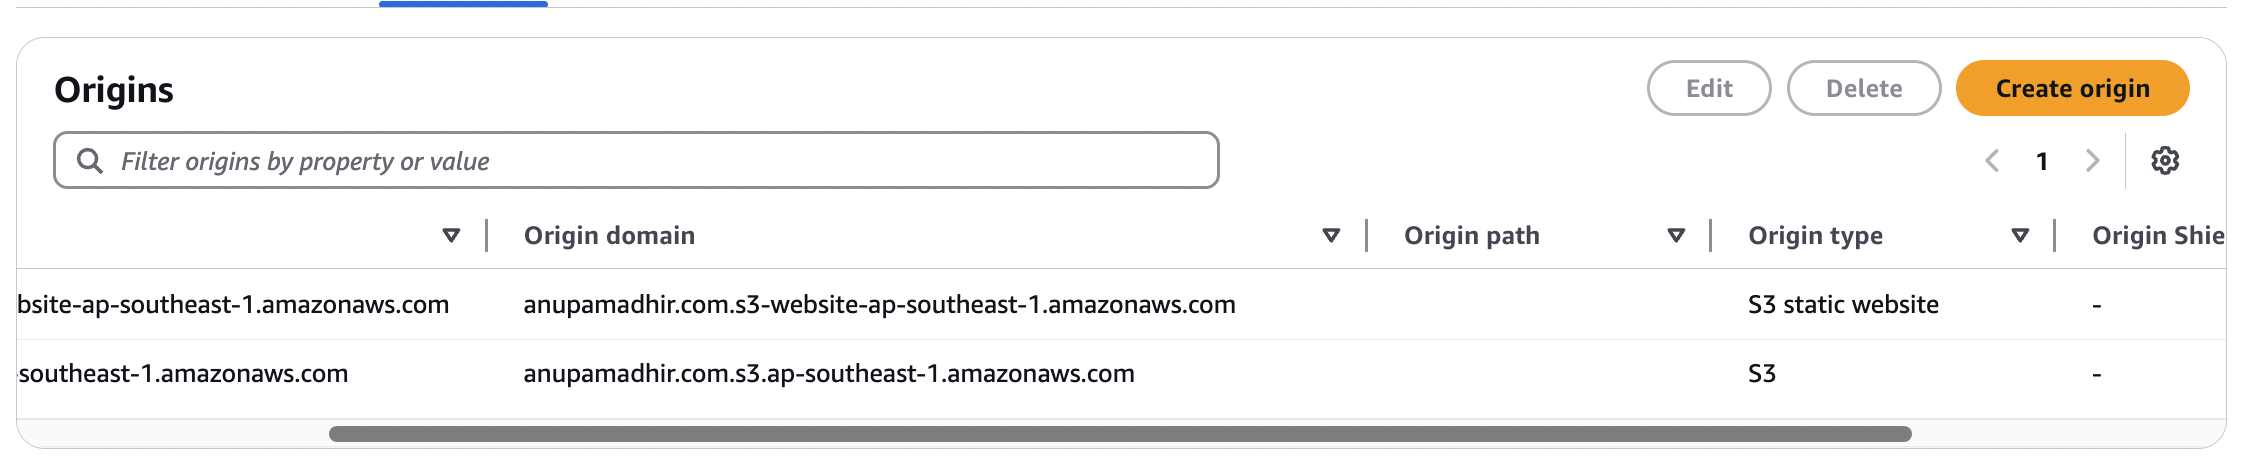 Origins
Edit
Delete
Create origin
Filter origins by property or value
1
Origin domain
Origin path
Origin type
Origin Shie
bsite-ap-southeast-1.amazonaws.com anupamadhir.com.s3-website-ap-southeast-1.amazonaws.com S3 static website -
southeast-1.amazonaws.com anupamadhir.com.s3.ap-southeast-1.amazonaws.com S3 -